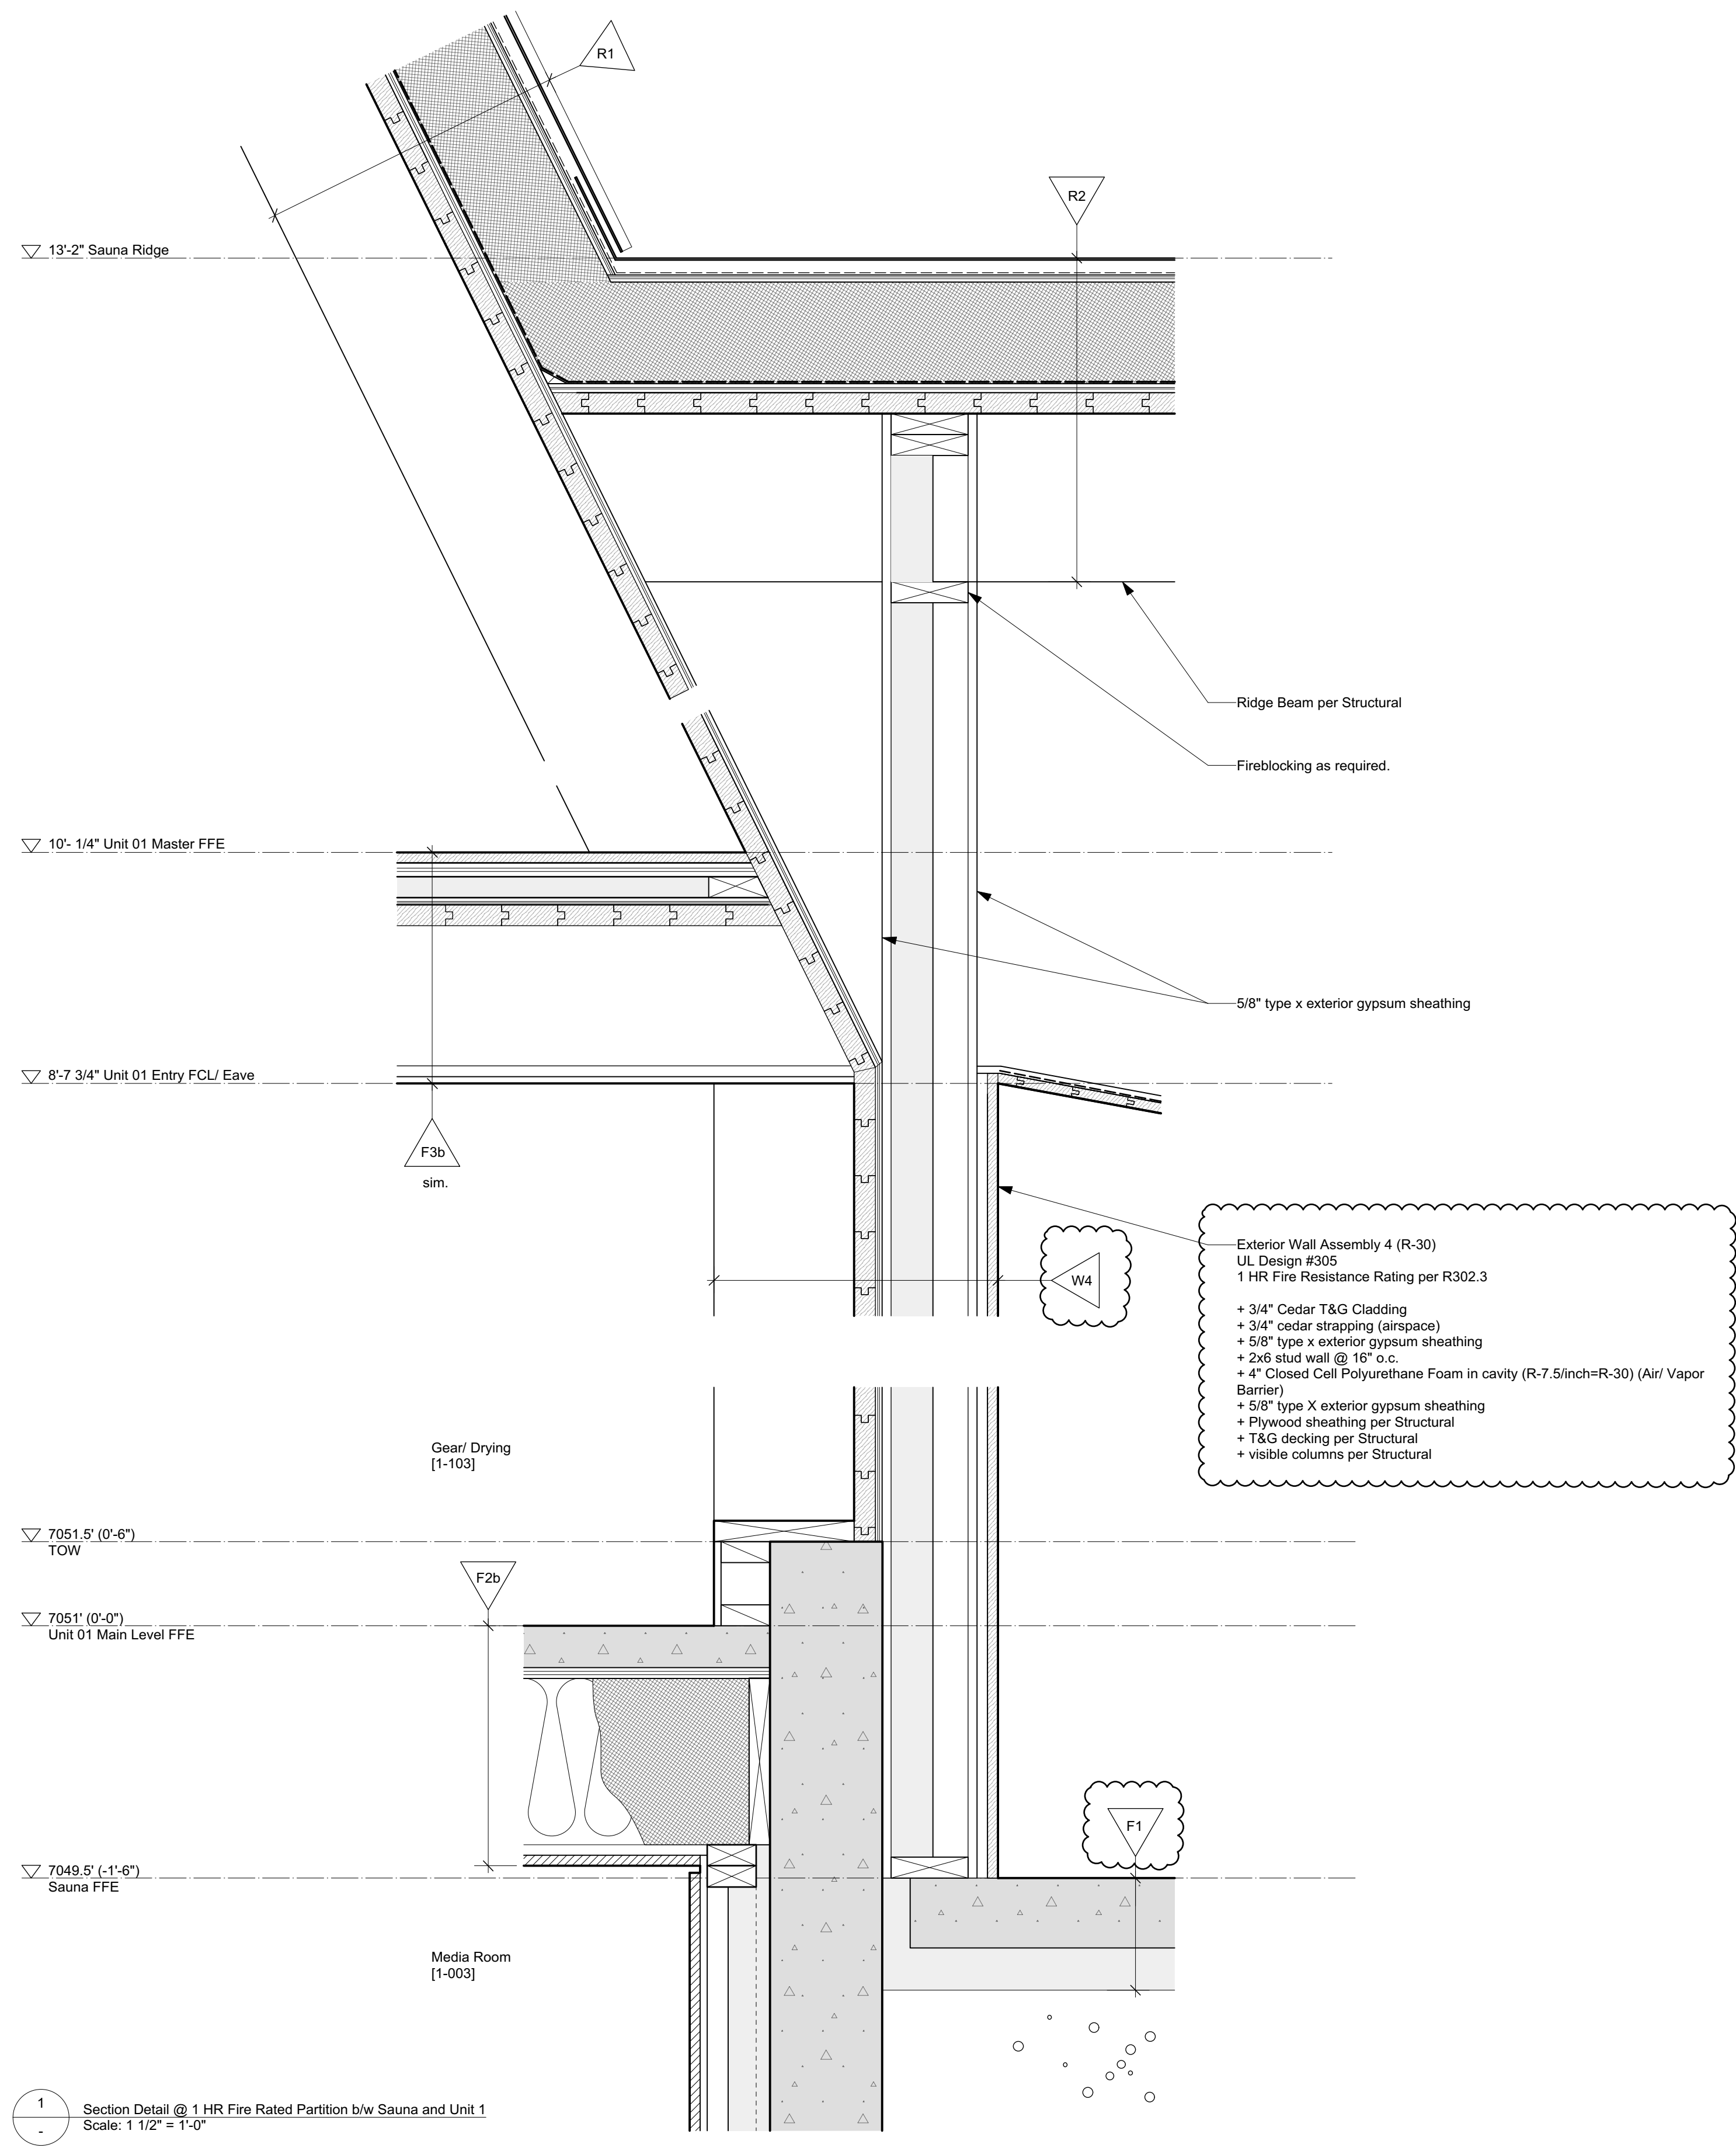 R1
R2
13'-2" Sauna Ridge
Ridge Beam per Structural
Fireblocking as required.
10'- 1/4" Unit 01 Master FFE
5/8" type x exterior gypsum sheathing
8'-7 3/4" Unit 01 Entry FCL/ Eave
F3b
sim.
W4
Exterior Wall Assembly 4 (R-30)
UL Design #305
1 HR Fire Resistance Rating per R302.3
+ 3/4" Cedar T&G Cladding
+ 3/4" cedar strapping (airspace)
+ 5/8" type x exterior gypsum sheathing
+ 2x6 stud wall @ 16" o.c.
+ 4" Closed Cell Polyurethane Foam in cavity (R-7.5/inch=R-30) (Air/ Vapor
Barrier)
+ 5/8" type X exterior gypsum sheathing
+ Plywood sheathing per Structural
+ T&G decking per Structural
+ visible columns per Structural
Gear/ Drying
[1-103]
7051.5' (0'-6")
TOW
F2b
7051' (0'-0")
Unit 01 Main Level FFE
F1
7049.5' (-1'-6")
Sauna FFE
Media Room
[1-003]
1
-
Section Detail @ 1 HR Fire Rated Partition b/w Sauna and Unit 1
Scale: 1 1/2" = 1'-0"